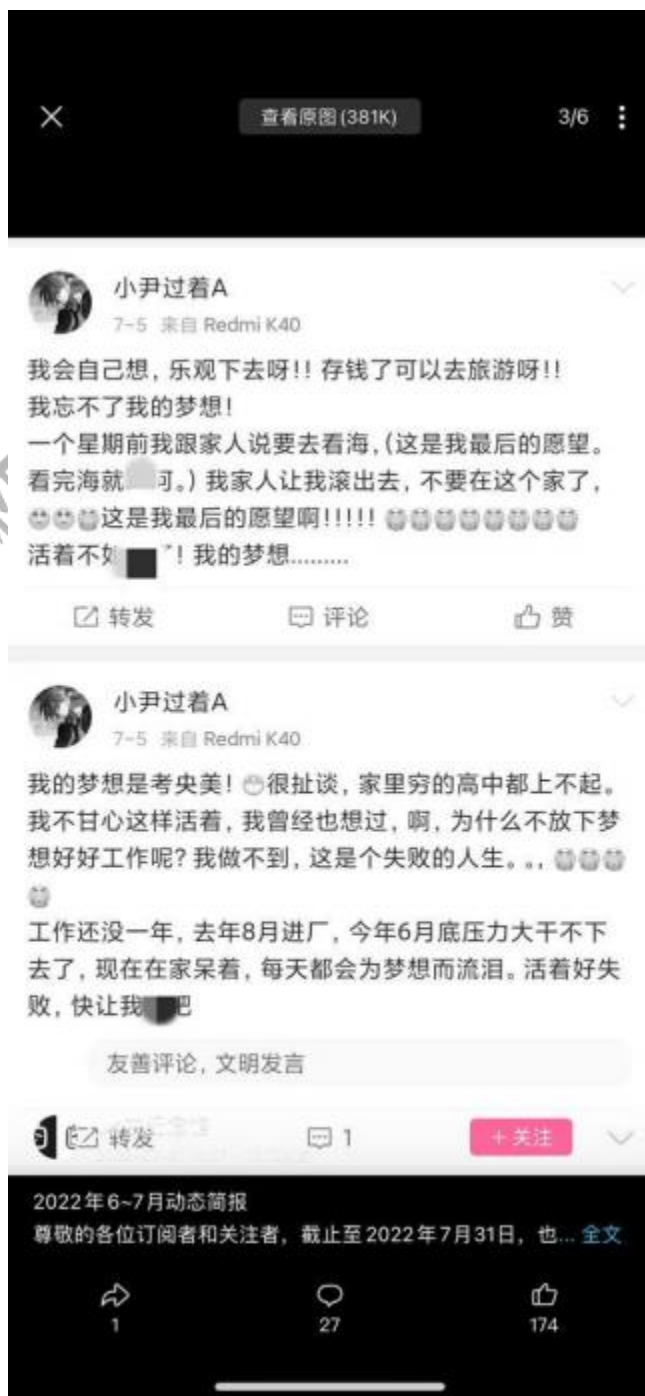 查看原图(381K)
3/6
小尹过着A
7-5 来自 Redmi K40
我会自己想，乐观下去呀!! 存钱了可以去旅游呀!!
我忘不了我的梦想!
一个星期前我跟家人说要去看海，(这是我最后的愿望。
看完海就 可。) 我家人让我滚出去，不要在这个家了，
这是我最后的愿望啊!!!!!
活着不如 ! 我的梦想.........
转发
评论
赞
小尹过着A
7-5 来自 Redmi K40
我的梦想是考央美! 很扯谈，家里穷的高中都上不起。
我不甘心这样活着，我曾经也想过，啊，为什么不放下梦
想好好工作呢? 我做不到，这是个失败的人生。.，
工作还没一年，去年8月进厂，今年6月底压力大干不下
去了，现在在家呆着，每天都会为梦想而流泪。活着好失
败，快让我 吧
友善评论，文明发言
转发
1
+关注
2022年6~7月动态简报
尊敬的各位订阅者和关注者，截止至2022年7月31日，也... 全文
1
27
174